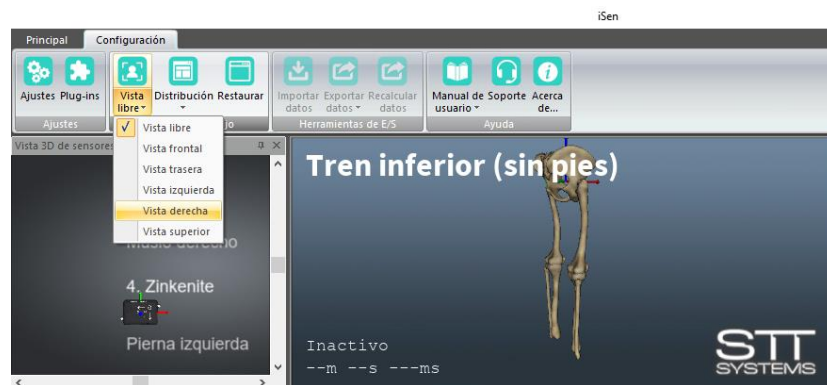 iSen
Principal Configuración
Ajustes Plug-ins Vista libre Distribución Restaurar Importar datos Exportar datos Recalcular datos Manual de usuario Soporte Acerca de...
Ajustes Herramientas de E/S Ayuda
Vista libre
Vista frontal
Vista trasera
Vista izquierda
Vista derecha
Vista superior
Vista 3D de sensores
4. Zinkenite
Pierna izquierda
Tren inferior (sin pies)
Inactivo
--m --s ---ms
STT
SYSTEMS